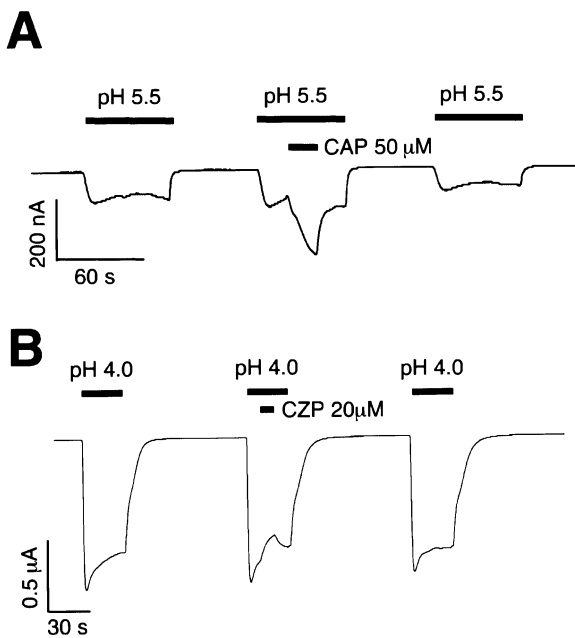 A
pH 5.5 pH 5.5 pH 5.5
CAP 50 μM
200 nA
60 s
B
pH 4.0 pH 4.0 pH 4.0
CZP 20μM
0.5 μA
30 s